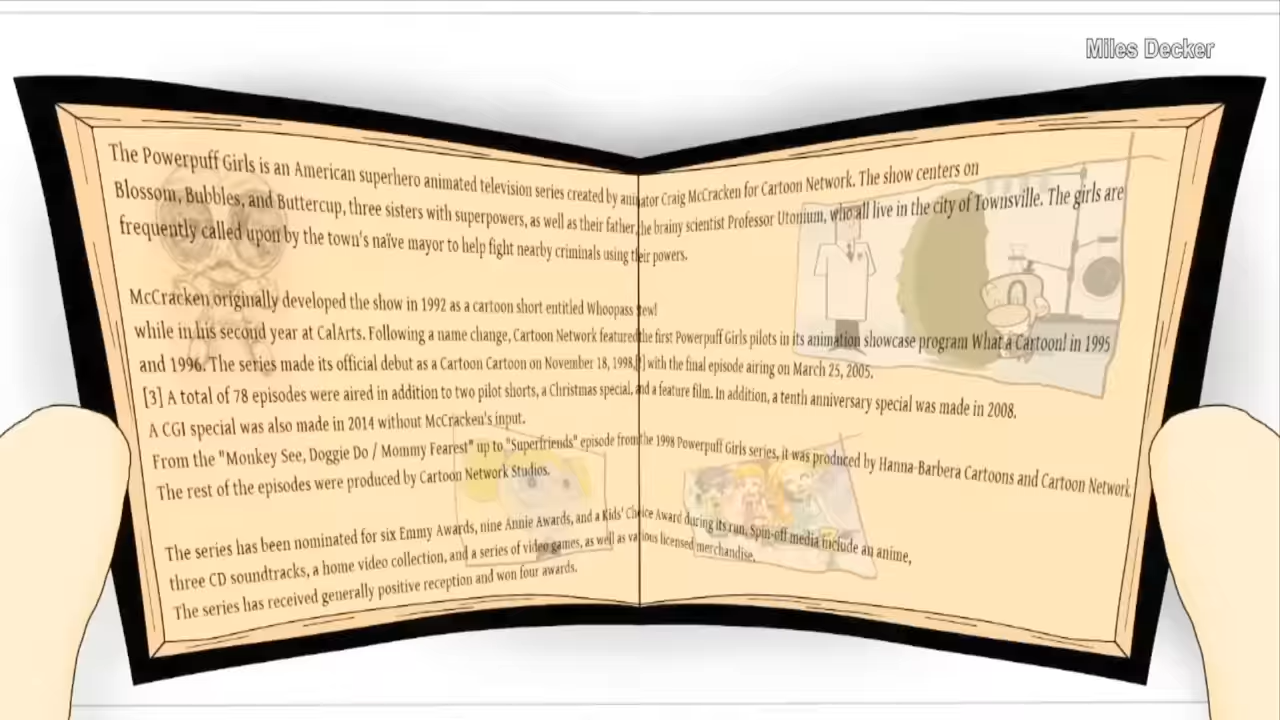 Miles Decker
The Powerpuff Girls is an American superhero animated television series created by animator Craig McCracken for Cartoon Network. The show centers on
Blossom, Bubbles, and Buttercup, three sisters with superpowers, as well as their father, the brainy scientist Professor Utonium, who all live in the city of Townsville. The girls are
frequently called upon by the town's naïve mayor to help fight nearby criminals using their powers.
McCracken originally developed the show in 1992 as a cartoon short entitled Whoopass Stew!
while in his second year at CalArts. Following a name change, Cartoon Network featured the first Powerpuff Girls pilots in its animation showcase program What a Cartoon! in 1995
and 1996. The series made its official debut as a Cartoon Cartoon on November 18, 1998,[2] with the final episode airing on March 25, 2005.
[3] A total of 78 episodes were aired in addition to two pilot shorts, a Christmas special, and a feature film. In addition, a tenth anniversary special was made in 2008.
A CGI special was also made in 2014 without McCracken's input.
From the "Monkey See, Doggie Do / Mommy Fearest" up to "Superfriends" episode from the 1998 Powerpuff Girls series, it was produced by Hanna-Barbera Cartoons and Cartoon Network.
The rest of the episodes were produced by Cartoon Network Studios.
The series has been nominated for six Emmy Awards, nine Annie Awards, and a Kids' Choice Award during its run. Spin-off media include an anime,
three CD soundtracks, a home video collection, and a series of video games, as well as various licensed merchandise.
The series has received generally positive reception and won four awards.